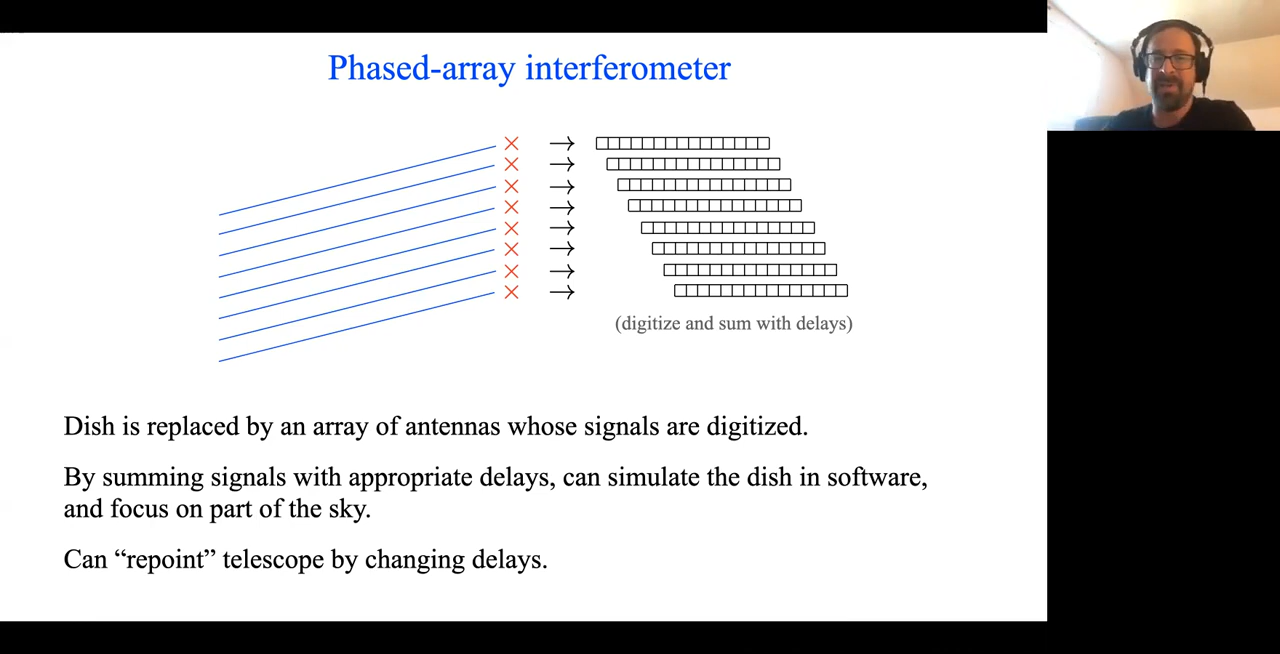 Phased-array interferometer
(digitize and sum with delays)
Dish is replaced by an array of antennas whose signals are digitized.
By summing signals with appropriate delays, can simulate the dish in software,
and focus on part of the sky.
Can “repoint” telescope by changing delays.